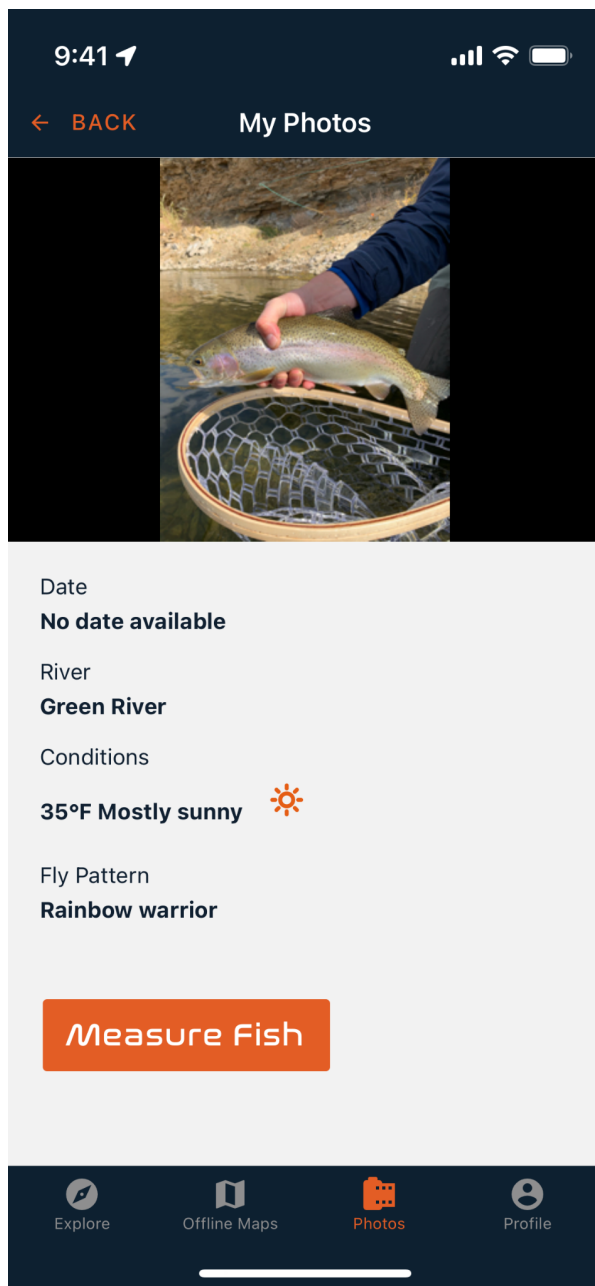 9:41
BACK
My Photos
Date
No date available
River
Green River
Conditions
35°F Mostly sunny
Fly Pattern
Rainbow warrior
Measure Fish
Explore
Offline Maps
Photos
Profile